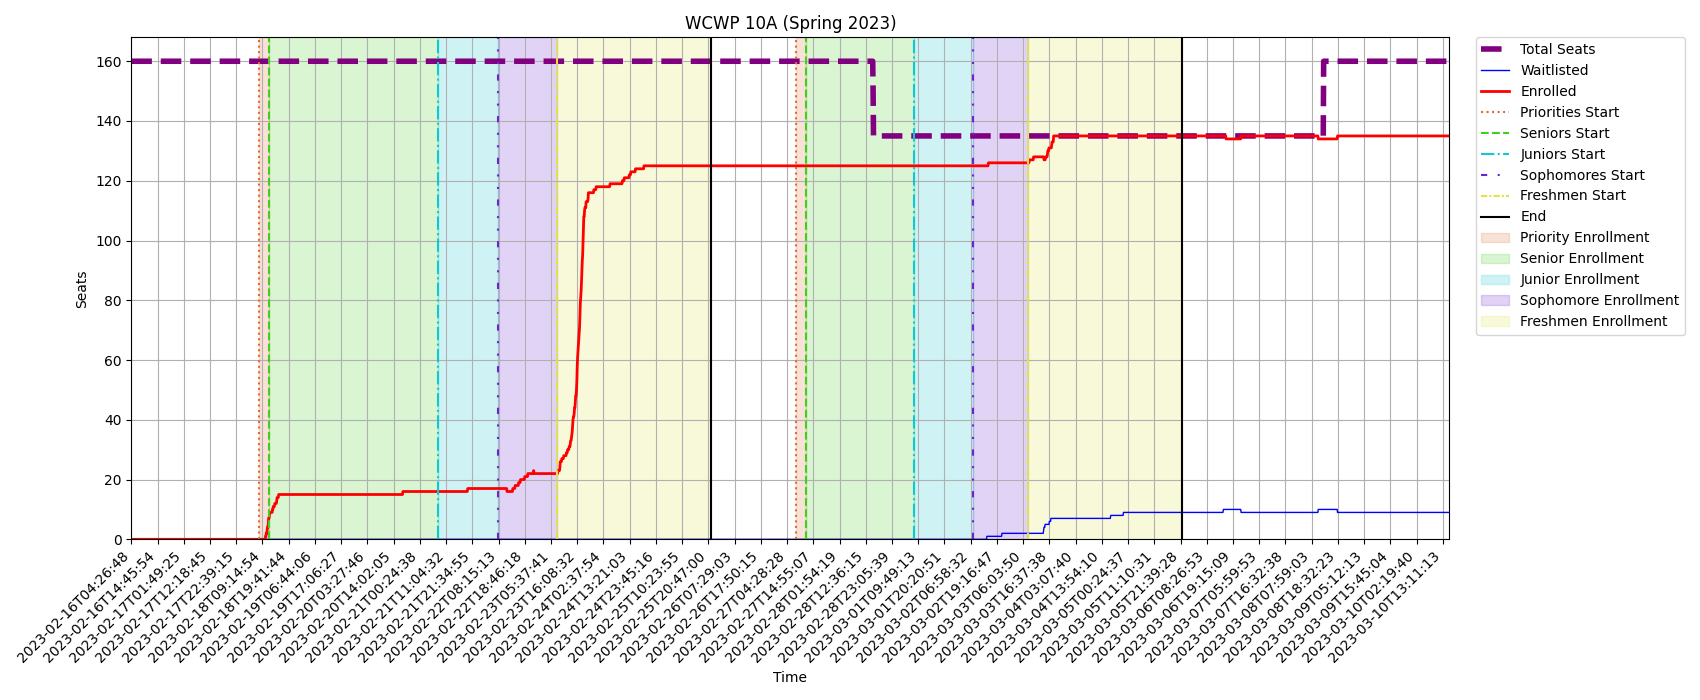 WCWP 10A (Spring 2023)
Seats
160
140
120
100
80
60
40
20
0
2023-02-16T04:26:48
2023-02-16T14:45:54
2023-02-17T01:49:25
2023-02-17T12:18:45
2023-02-17T22:39:15
2023-02-18T09:14:54
2023-02-18T19:41:44
2023-02-19T06:44:06
2023-02-19T17:06:27
2023-02-20T03:27:46
2023-02-20T14:02:05
2023-02-21T00:24:38
2023-02-21T11:04:32
2023-02-21T21:34:55
2023-02-22T08:15:13
2023-02-22T18:46:18
2023-02-23T05:37:41
2023-02-23T16:08:32
2023-02-24T02:37:54
2023-02-24T13:21:03
2023-02-24T23:45:16
2023-02-25T10:23:55
2023-02-25T20:47:00
2023-02-26T07:29:03
2023-02-26T17:50:15
2023-02-27T04:28:28
2023-02-27T14:55:07
2023-02-28T01:54:19
2023-02-28T12:36:15
2023-02-28T23:05:39
2023-03-01T09:49:13
2023-03-01T20:20:51
2023-03-02T06:58:32
2023-03-02T19:16:47
2023-03-03T06:03:50
2023-03-03T16:37:38
2023-03-04T03:07:40
2023-03-04T13:54:10
2023-03-05T00:24:37
2023-03-05T11:10:31
2023-03-05T21:39:28
2023-03-06T08:26:53
2023-03-06T19:15:09
2023-03-07T05:59:53
2023-03-07T16:32:38
2023-03-08T07:59:03
2023-03-08T18:32:23
2023-03-09T05:12:13
2023-03-09T15:45:04
2023-03-10T02:19:40
2023-03-10T13:11:13
Time
Total Seats
Waitlisted
Enrolled
Priorities Start
Seniors Start
Juniors Start
Sophomores Start
Freshmen Start
End
Priority Enrollment
Senior Enrollment
Junior Enrollment
Sophomore Enrollment
Freshmen Enrollment